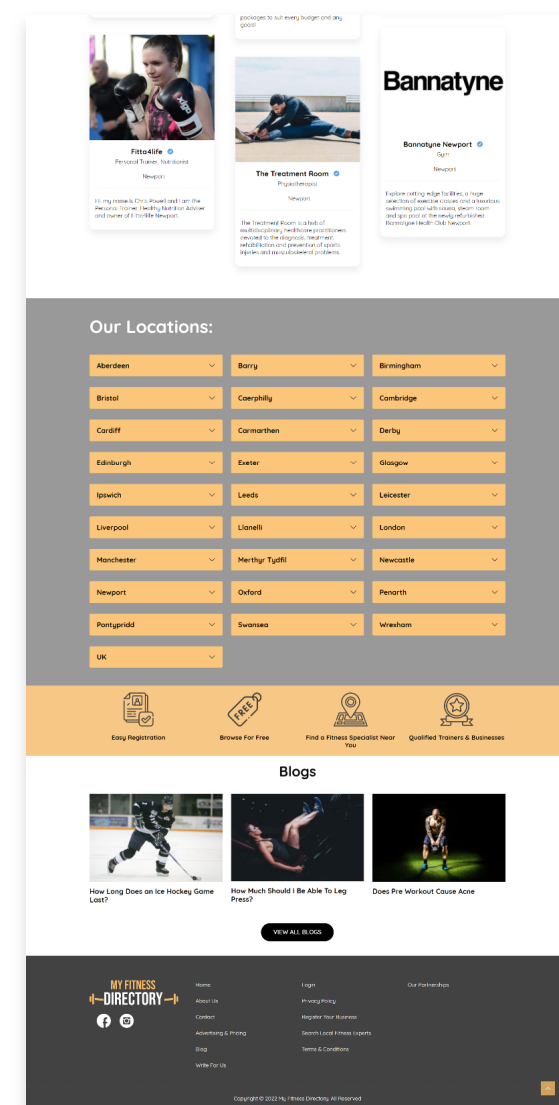 packages to suit every budget and any
goals!
Fitta4life
Personal Trainer, Nutritionist
Newport
Hi, my name is Chris Powell and I am the
Personal Trainer, Healthy Nutrition Adviser
and owner of Fitta4life Newport.
The Treatment Room
Physiotherapist
Newport
The Treatment Room is a hub of
multidisciplinary healthcare practitioners
devoted to the diagnosis, treatment,
rehabilitation and prevention of sports
injuries and musculoskeletal problems.
Bannatyne
Bannatyne Newport
Gym
Newport
Explore cutting edge facilities, a huge
selection of exercise classes and a luxurious
swimming pool with sauna, steam room
and spa pool at the newly refurbished
Bannatyne Health Club Newport.
Our Locations:
Aberdeen
Barry
Birmingham
Bristol
Caerphilly
Cambridge
Cardiff
Carmarthen
Derby
Edinburgh
Exeter
Glasgow
Ipswich
Leeds
Leicester
Liverpool
Llanelli
London
Manchester
Merthyr Tydfil
Newcastle
Newport
Oxford
Penarth
Pontypridd
Swansea
Wrexham
UK
FREE
Easy Registration
Browse For Free
Find a Fitness Specialist Near
You
Qualified Trainers & Businesses
Blogs
How Long Does an Ice Hockey Game
Last?
How Much Should I Be Able To Leg
Press?
Does Pre Workout Cause Acne
VIEW ALL BLOGS
MY FITNESS
DIRECTORY
Home
About Us
Contact
Advertising & Pricing
Blog
Write For Us
Login
Privacy Policy
Register Your Business
Search Local Fitness Experts
Terms & Conditions
Our Partnerships
Copyright © 2022 My Fitness Directory. All Reserved